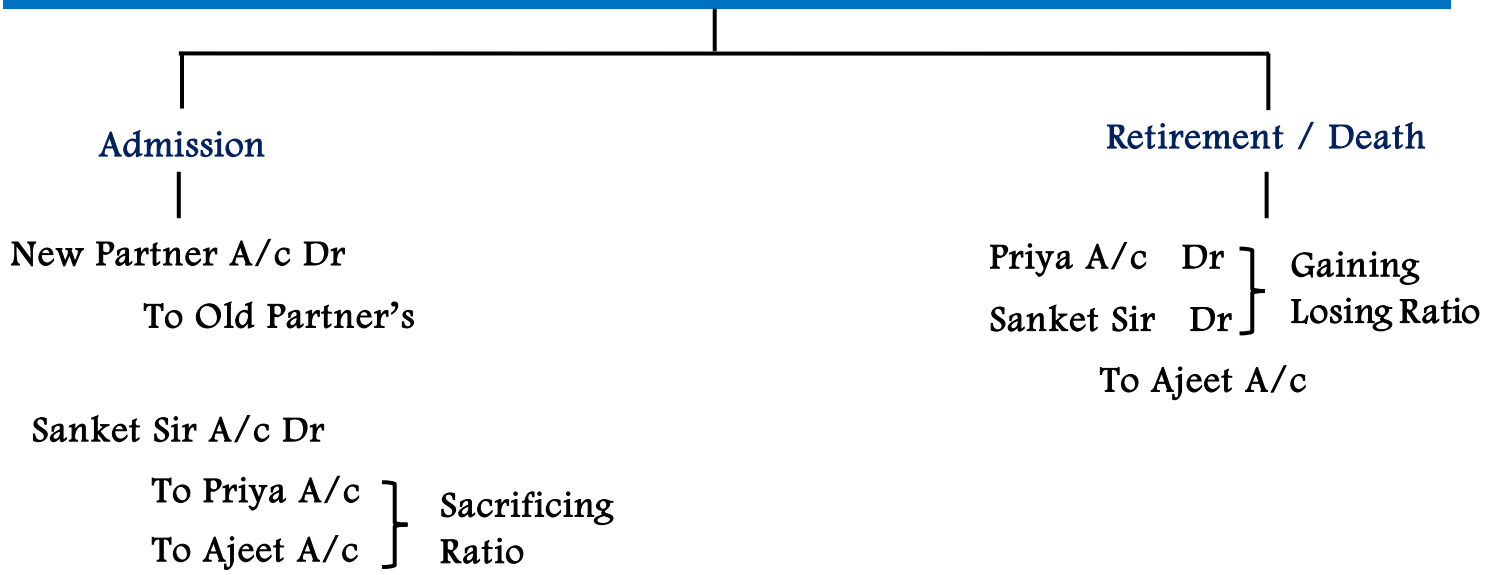 Admission
New Partner A/c Dr
To Old Partner’s
Sanket Sir A/c Dr
To Priya A/c
To Ajeet A/c
Sacrificing
Ratio
Retirement / Death
Priya A/c Dr
Sanket Sir Dr
Gaining
Losing Ratio
To Ajeet A/c